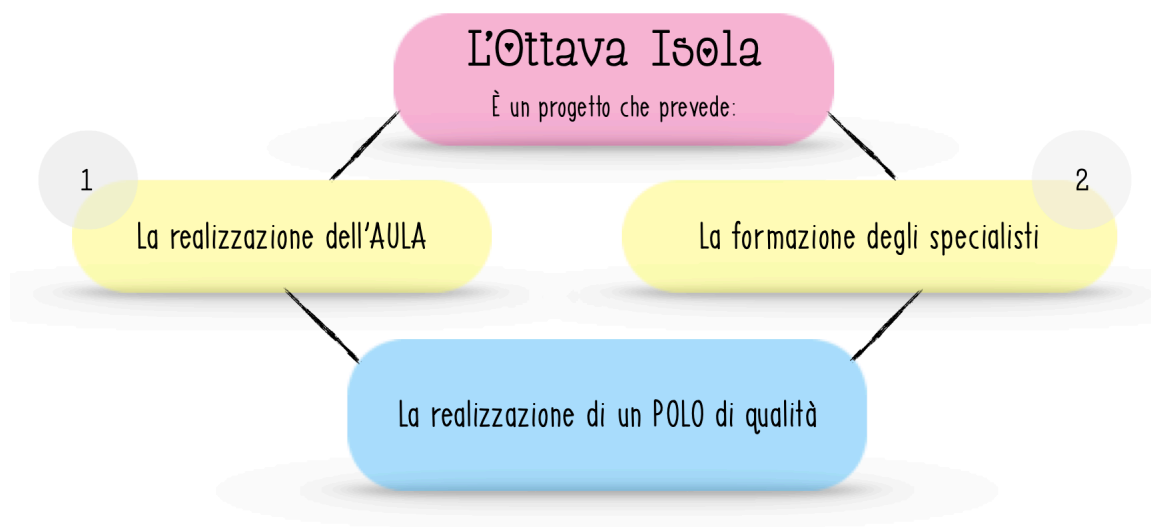 L'Ottava Isola
È un progetto che prevede:
1
2
La realizzazione dell'AULA
La formazione degli specialisti
La realizzazione di un POLO di qualità